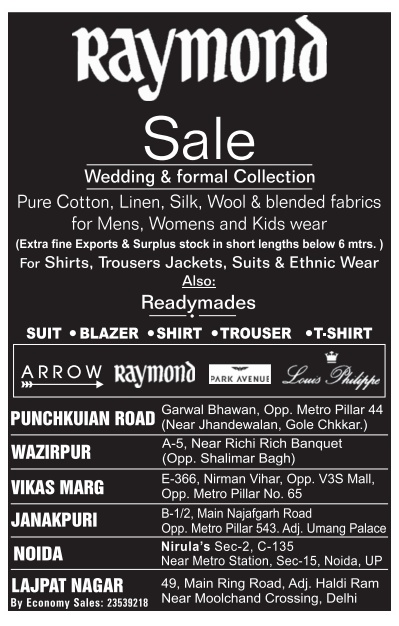 Raymond
Sale
Wedding & formal Collection
Pure Cotton, Linen, Silk, Wool & blended fabrics
for Mens, Womens and Kids wear
(Extra fine Exports & Surplus stock in short lengths below 6 mtrs. )
For Shirts, Trousers Jackets, Suits & Ethnic Wear
Also:
Readymades
SUIT • BLAZER • SHIRT • TROUSER • T-SHIRT
ARROW Raymond PARK AVENUE Louis Philippe
PUNCHKUIAN ROAD Garwal Bhawan, Opp. Metro Pillar 44
(Near Jhandewalan, Gole Chkkar.)
WAZIRPUR A-5, Near Richi Rich Banquet
(Opp. Shalimar Bagh)
VIKAS MARG E-366, Nirman Vihar, Opp. V3S Mall,
Opp. Metro Pillar No. 65
JANAKPURI B-1/2, Main Najafgarh Road
Opp. Metro Pillar 543. Adj. Umang Palace
NOIDA Nirula's Sec-2, C-135
Near Metro Station, Sec-15, Noida, UP
LAJPAT NAGAR 49, Main Ring Road, Adj. Haldi Ram
By Economy Sales: 23539218 Near Moolchand Crossing, Delhi